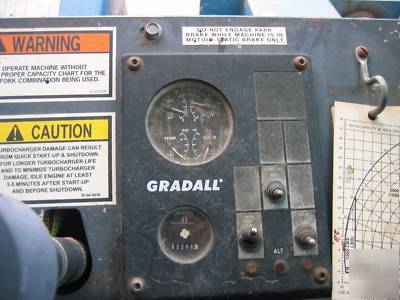 DO NOT ENGAGE PARK
BRAKE WHILE MACHINE IS IN
MOTION-STATIC BRAKE ONLY.
WARNING
OPERATE MACHINE WITHOUT
PROPER CAPACITY CHART FOR THE
FORK COMBINATION BEING USED.
CAUTION
TURBOCHARGER DAMAGE CAN RESULT
FROM QUICK START-UP & SHUTDOWN.
FOR LONGER TURBOCHARGER LIFE
AND TO MINIMIZE TURBOCHARGER
DAMAGE, IDLE ENGINE AT LEAST
3-5 MINUTES AFTER START-UP
AND BEFORE SHUTDOWN
TEMP
GRADALL
ALT